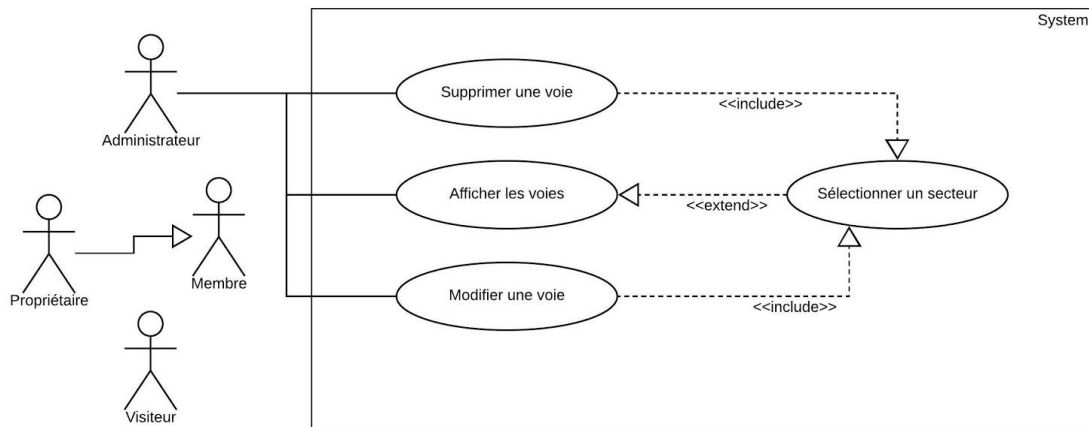 System
Supprimer une voie
<<include>>
Administrateur
Afficher les voies
<<extend>>
Sélectionner un secteur
Membre
Propriétaire
Modifier une voie
<<include>>
Visiteur